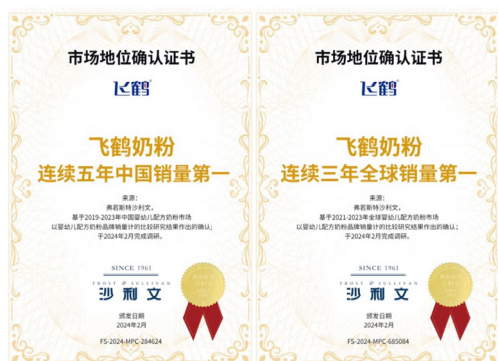 市场地位确认证书
飞鹤
飞鹤奶粉
连续五年中国销量第一
来源：
弗若斯特沙利文，
基于2019-2023年中国婴幼儿配方奶粉市场
以婴幼儿配方奶粉品牌销量计的比较研究结果作出的确认；
于2024年2月完成调研。
SINCE 1961
FROST & SULLIVAN
沙利文
颁发日期
2024年2月
FS-2024-MPC-284624
市场地位确认证书
飞鹤
飞鹤奶粉
连续三年全球销量第一
来源：
弗若斯特沙利文，
基于2021-2023年全球婴幼儿配方奶粉市场
以婴幼儿配方奶粉品牌销量计的比较研究结果作出的确认；
于2024年2月完成调研。
SINCE 1961
FROST & SULLIVAN
沙利文
颁发日期
2024年2月
FS-2024-MPC-685084